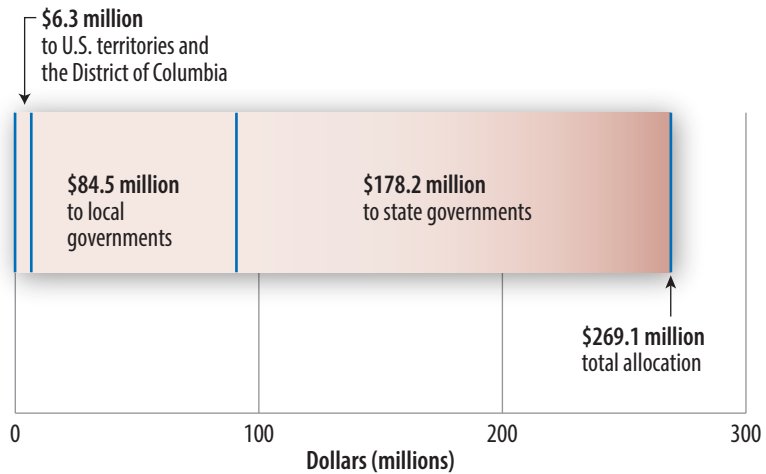 $6.3 million
to U.S. territories and
the District of Columbia
$84.5 million
to local
governments
$178.2 million
to state governments
$269.1 million
total allocation
0
100
200
300
Dollars (millions)